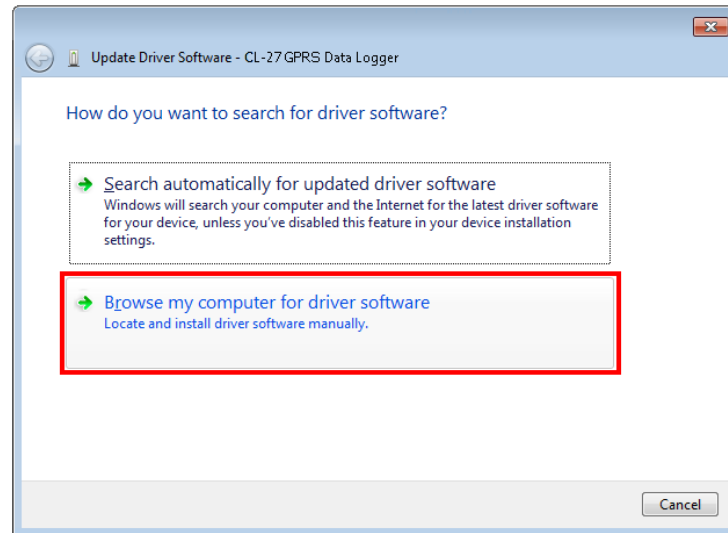 Update Driver Software - CL-27 GPRS Data Logger
How do you want to search for driver software?
Search automatically for updated driver software
Windows will search your computer and the Internet for the latest driver software
for your device, unless you've disabled this feature in your device installation
settings.
Browse my computer for driver software
Locate and install driver software manually.
Cancel